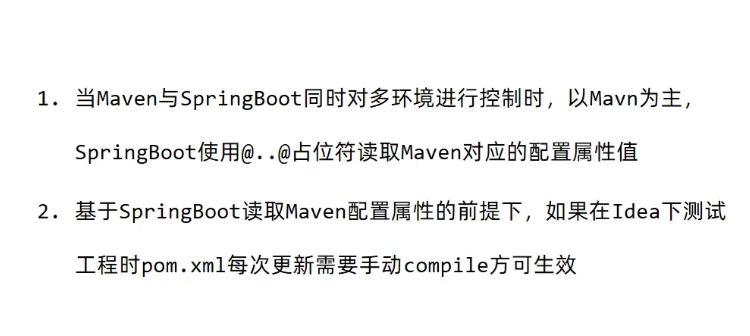 1. 当Maven与SpringBoot同时对多环境进行控制时，以Mavn为主，
SpringBoot使用@..@占位符读取Maven对应的配置属性值
2. 基于SpringBoot读取Maven配置属性的前提下，如果在Idea下测试
工程时pom.xml每次更新需要手动compile方可生效